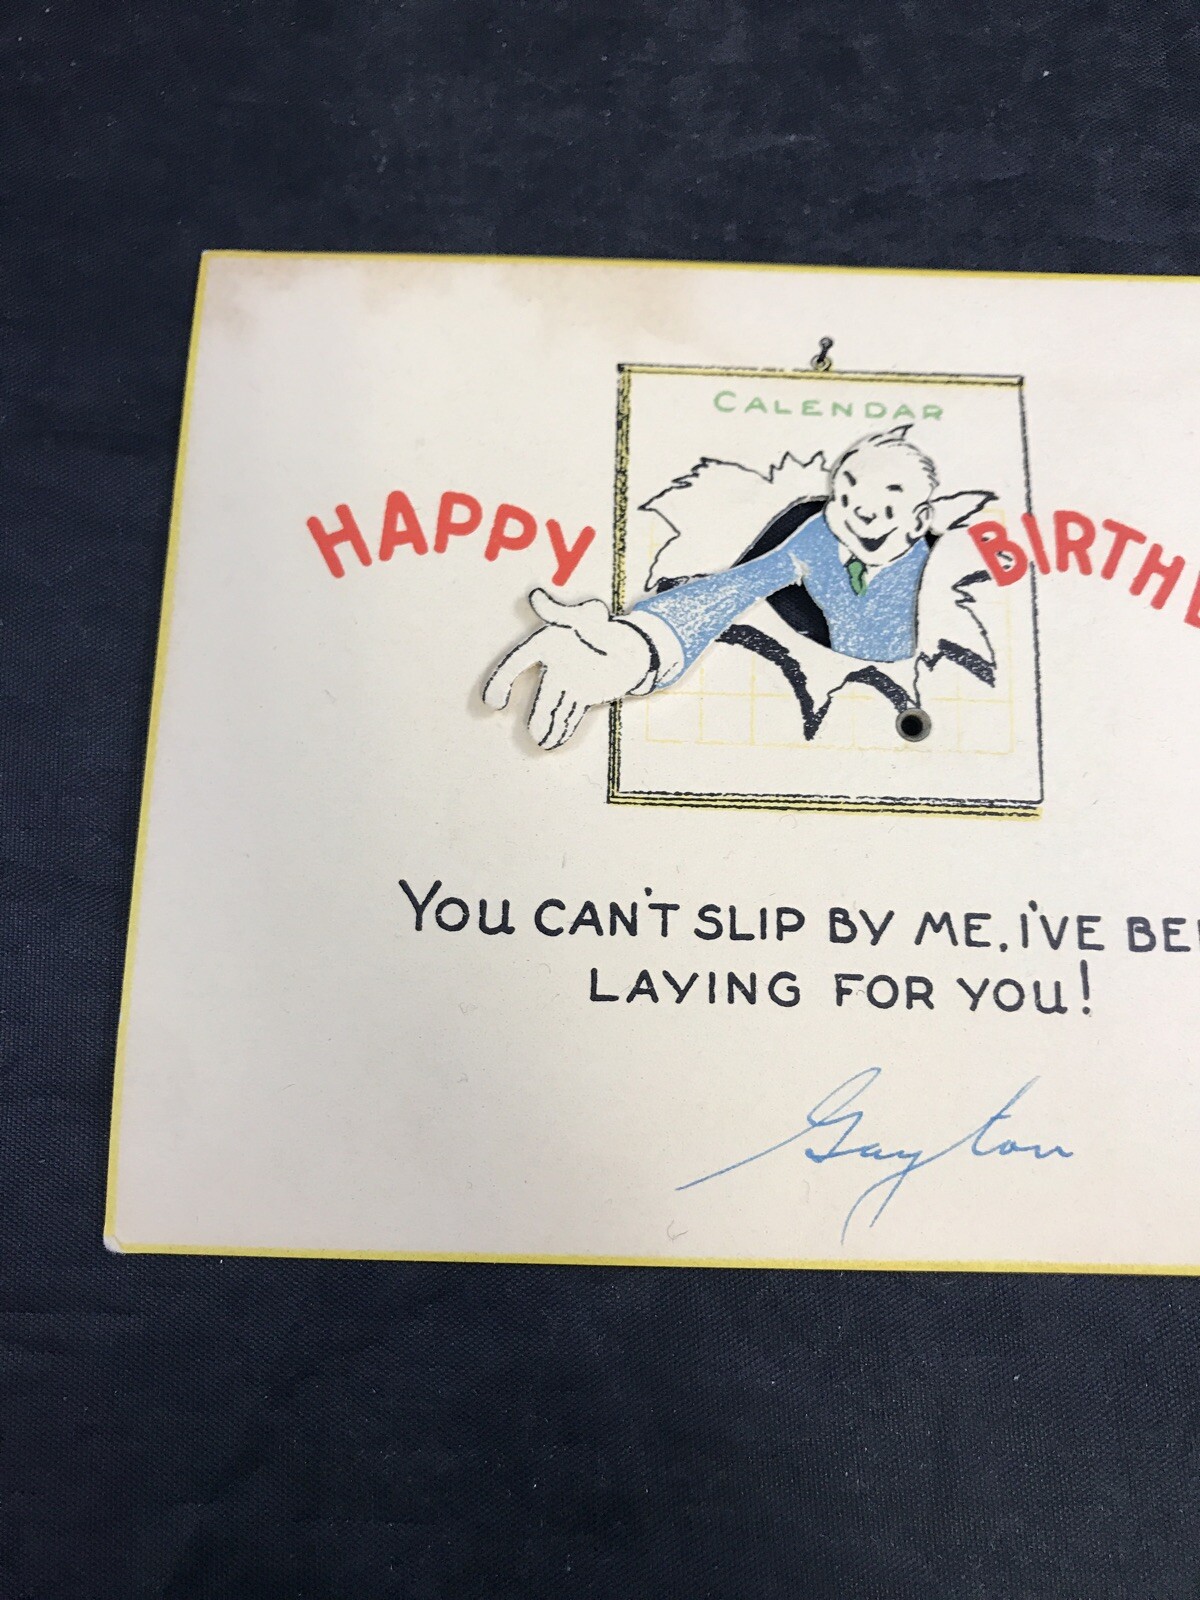 CALENDAR
HAPPY BIRTH
YOU CAN'T SLIP BY ME, I'VE BE
LAYING FOR YOU!
Gayton